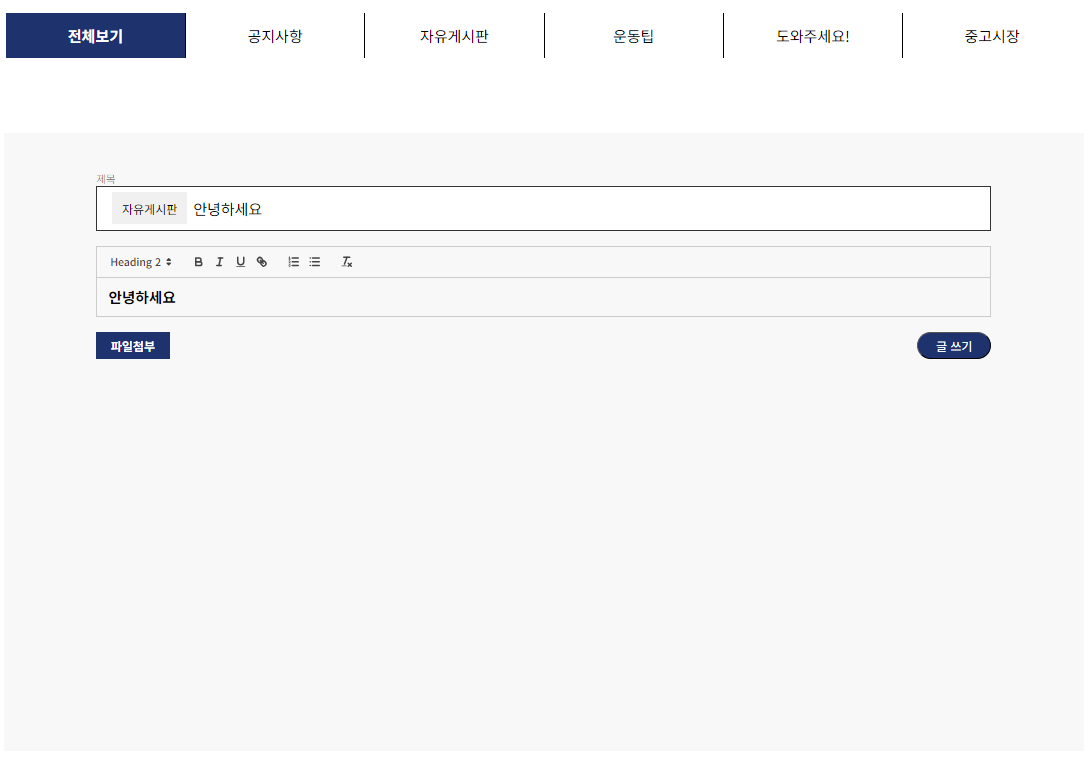 전체보기 공지사항 자유게시판 운동팁 도와주세요! 중고시장
제목
자유게시판 안녕하세요
Heading 2 B I U
안녕하세요
파일첨부 글 쓰기